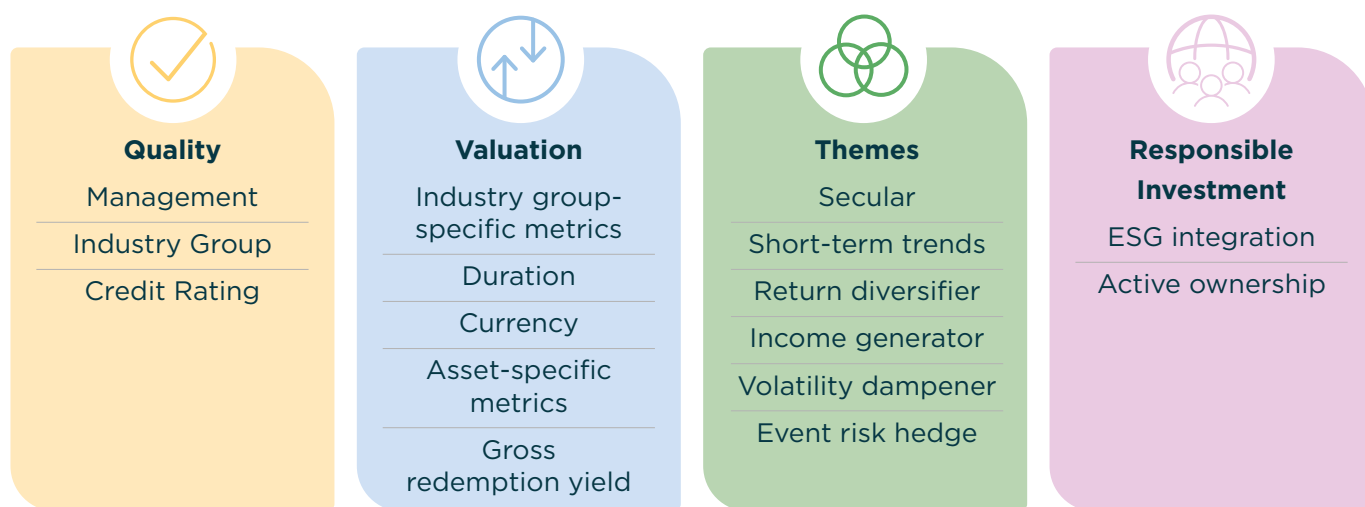 Quality
Management
Industry Group
Credit Rating
Valuation
Industry group-
specific metrics
Duration
Currency
Asset-specific
metrics
Gross
redemption yield
Themes
Secular
Short-term trends
Return diversifier
Income generator
Volatility dampener
Event risk hedge
Responsible
Investment
ESG integration
Active ownership